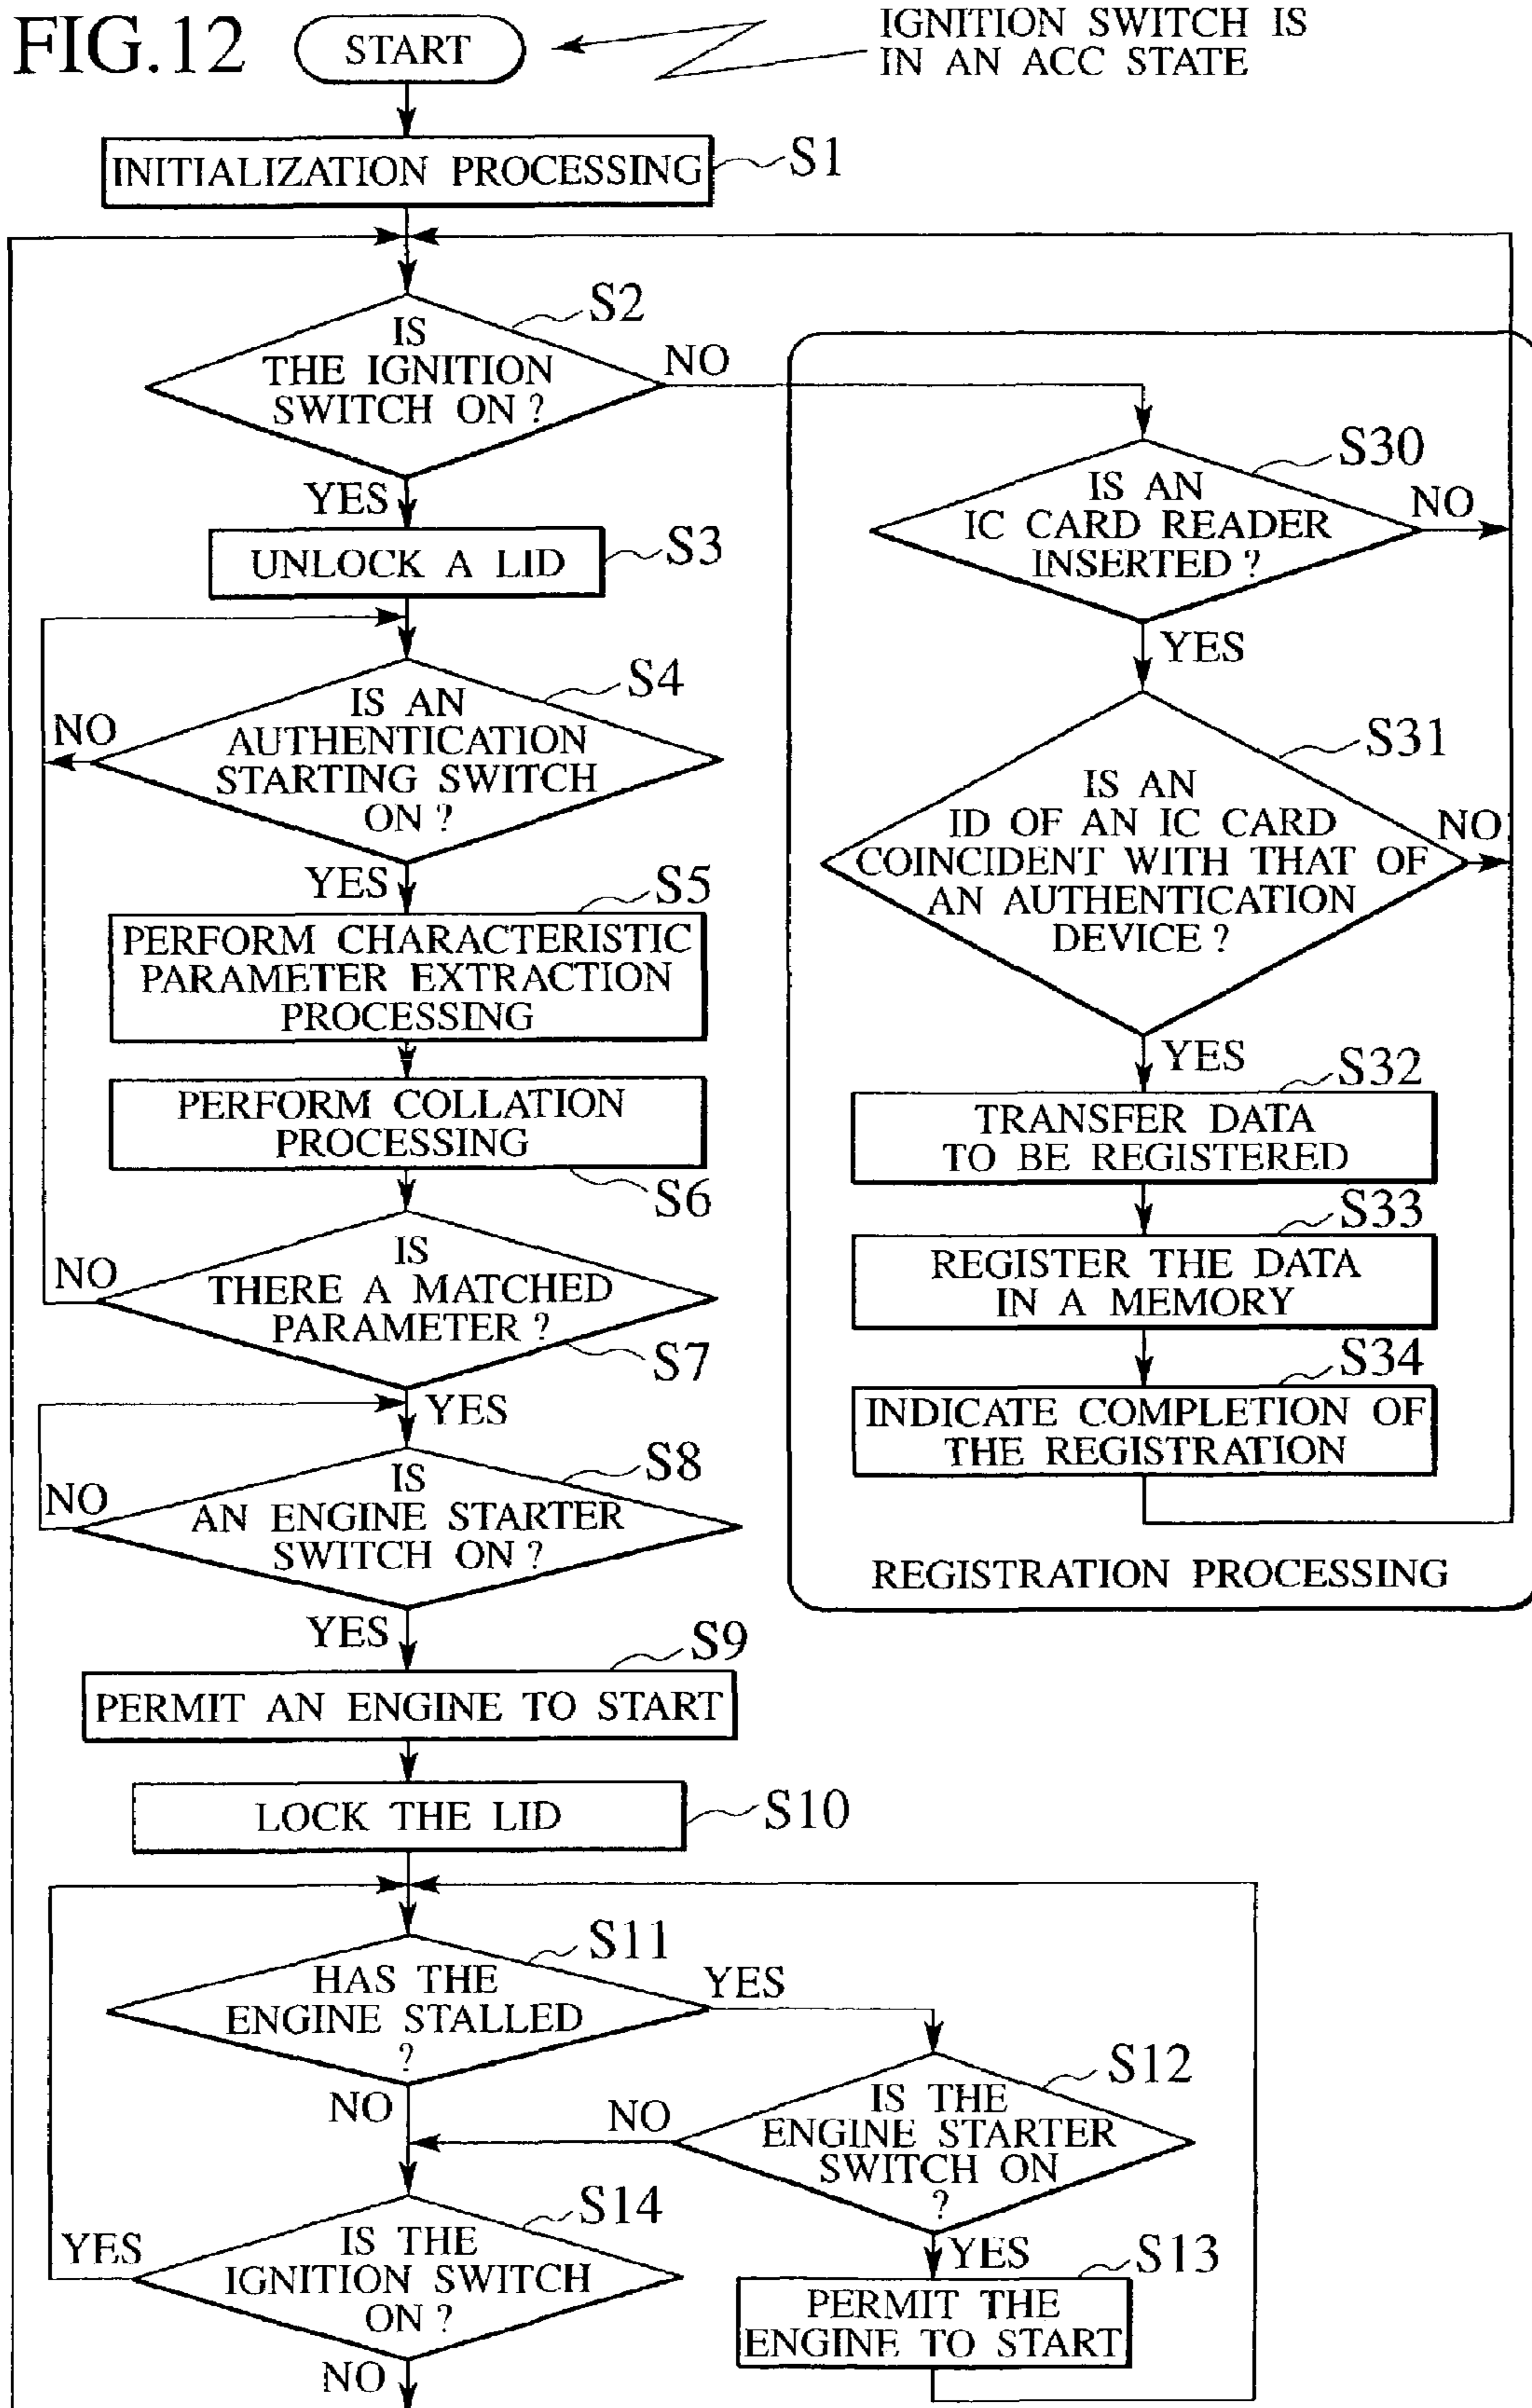 FIG.12
START
IGNITION SWITCH IS
IN AN ACC STATE
INITIALIZATION PROCESSING
S1
IS
THE IGNITION
SWITCH ON ?
S2
NO
YES
UNLOCK A LID
S3
IS AN
AUTHENTICATION
STARTING SWITCH
ON ?
S4
NO
YES
S5
PERFORM CHARACTERISTIC
PARAMETER EXTRACTION
PROCESSING
PERFORM COLLATION
PROCESSING
S6
IS
THERE A MATCHED
PARAMETER ?
S7
NO
YES
IS
AN ENGINE STARTER
SWITCH ON ?
S8
NO
YES
S9
PERMIT AN ENGINE TO START
LOCK THE LID
S10
HAS THE
ENGINE STALLED
?
S11
YES
NO
IS THE
ENGINE STARTER
SWITCH ON
?
S12
NO
YES
S13
PERMIT THE
ENGINE TO START
IS THE
IGNITION SWITCH
ON ?
S14
YES
NO
IS AN
IC CARD READER
INSERTED ?
S30
NO
YES
IS AN
ID OF AN IC CARD
COINCIDENT WITH THAT OF
AN AUTHENTICATION
DEVICE ?
S31
NO
YES
S32
TRANSFER DATA
TO BE REGISTERED
S33
REGISTER THE DATA
IN A MEMORY
S34
INDICATE COMPLETION OF
THE REGISTRATION
REGISTRATION PROCESSING